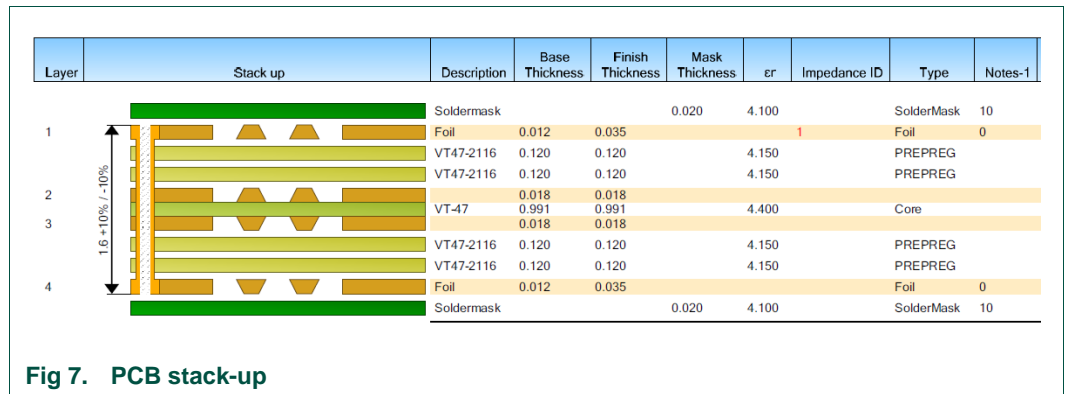 Layer Stack up Description Base Thickness Finish Thickness Mask Thickness εr Impedance ID Type Notes-1
Soldermask 0.020 4.100 SolderMask 10
1 Foil 0.012 0.035 1 Foil 0
VT47-2116 0.120 0.120 4.150 PREPREG
VT47-2116 0.120 0.120 4.150 PREPREG
2 0.018 0.018
VT-47 0.991 0.991 4.400 Core
3 0.018 0.018
VT47-2116 0.120 0.120 4.150 PREPREG
VT47-2116 0.120 0.120 4.150 PREPREG
4 Foil 0.012 0.035 Foil 0
Soldermask 0.020 4.100 SolderMask 10
1.6 +10% / -10%
Fig 7. PCB stack-up